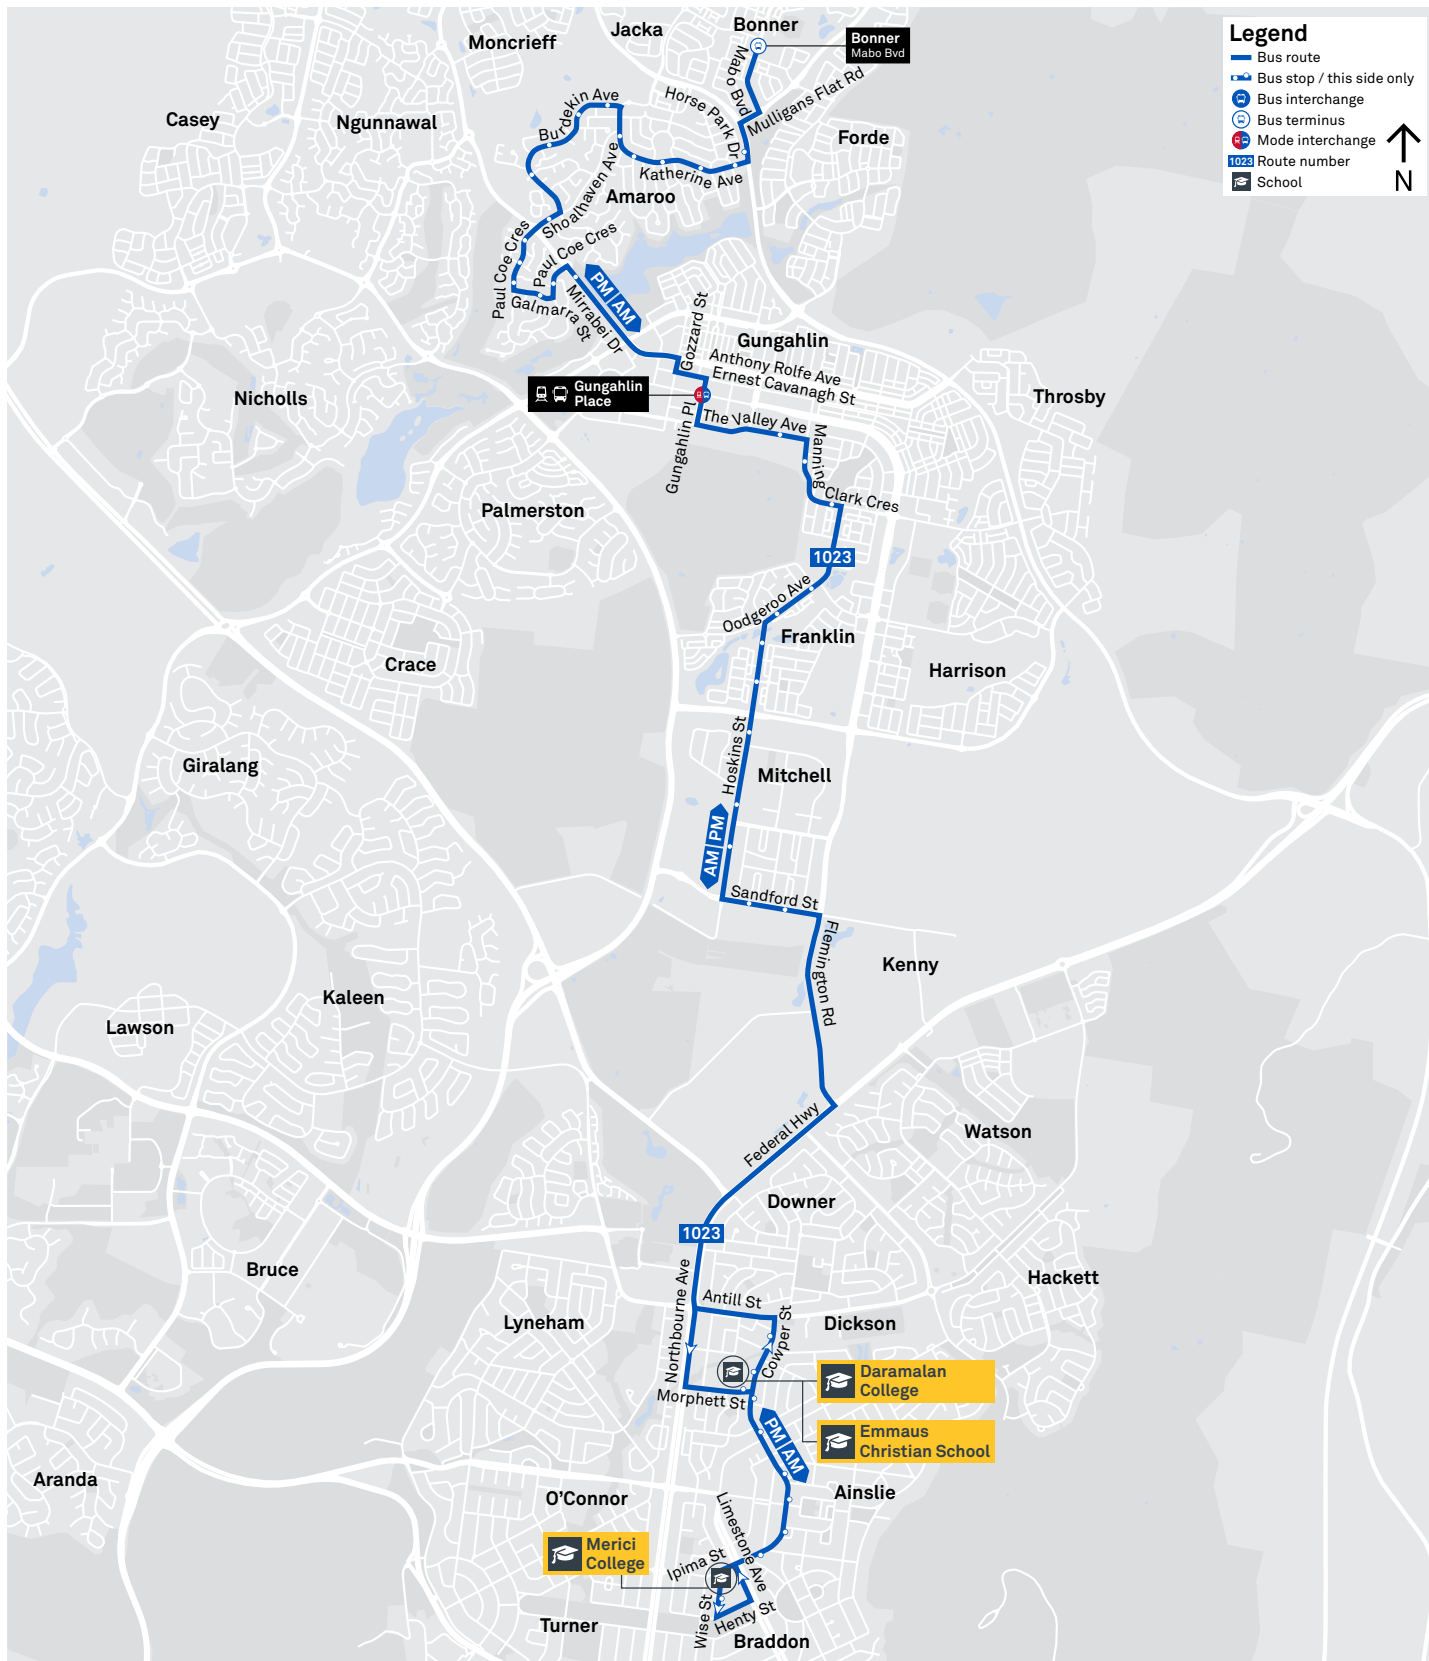 Bonner
Jacka
Moncrieff
Bonner
Mabo Bvd
Legend
Bus route
Bus stop / this side only
Bus interchange
Bus terminus
Mode interchange
1023 Route number
School
N
Casey
Ngunnawal
Burdekin Ave
Horse Park Dr
Mabo Bvd
Mulligans Flat Rd
Forde
Shoalhaven Ave
Katherine Ave
Amaroo
Paul Coe Cres
Paul Coe Cres
Galmarra St
Mirrabei Dr
PM | AM
Gozzard St
Gungahlin
Anthony Rolfe Ave
Ernest Cavanagh St
Gungahlin
Place
Nicholls
Throsby
Gungahlin Pl
The Valley Ave
Manning
Clark Cres
Palmerston
1023
Oodgeroo Ave
Franklin
Crace
Harrison
Hoskins St
Giralang
Mitchell
AM | PM
Sandford St
Flemington Rd
Kenny
Kaleen
Lawson
Federal Hwy
Watson
Downer
1023
Bruce
Hackett
Northbourne Ave
Antill St
Cowper St
Lyneham
Dickson
Morphett St
Daramalan
College
Emmaus
Christian School
PM | AM
Aranda
O'Connor
Ainslie
Limestone Ave
Merici
College
Ipima St
Wise St
Henty St
Turner
Braddon